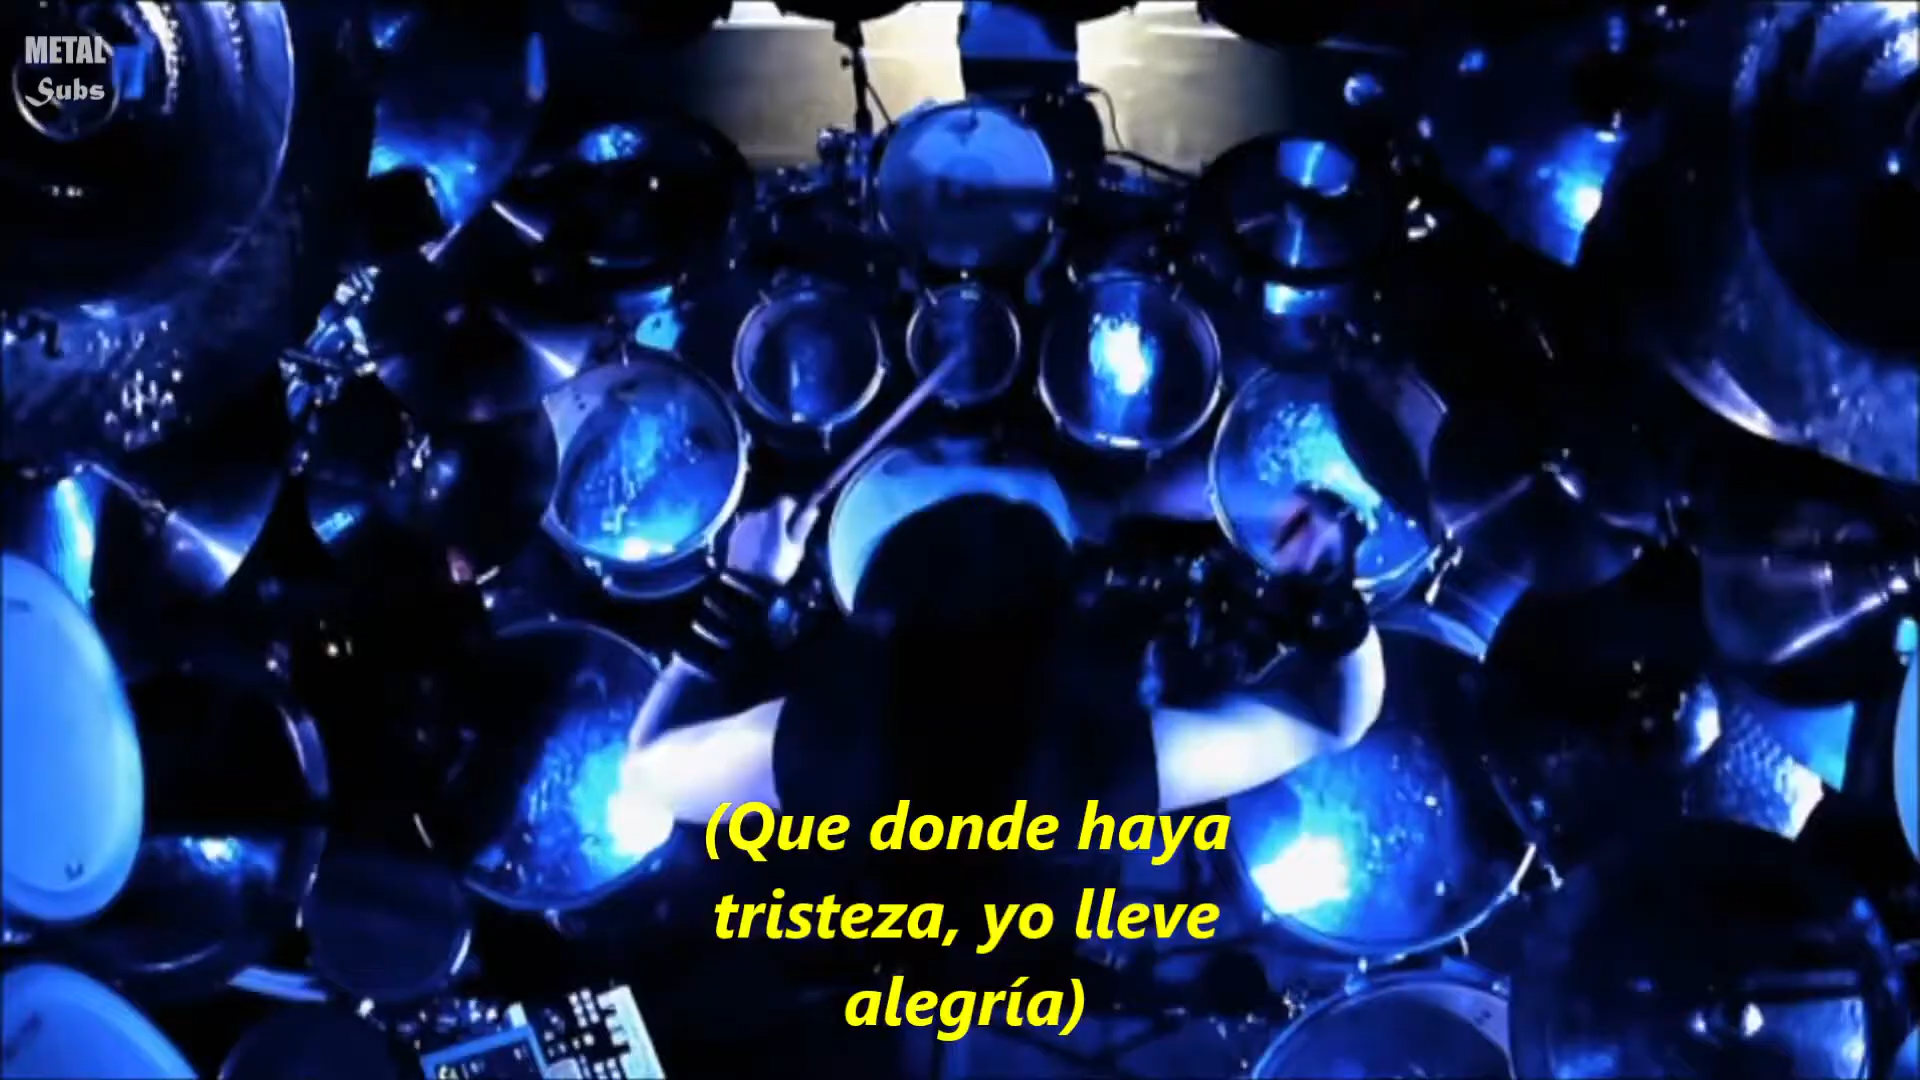 METAL
Subs
(Que donde haya
tristeza, yo lleve
alegría)